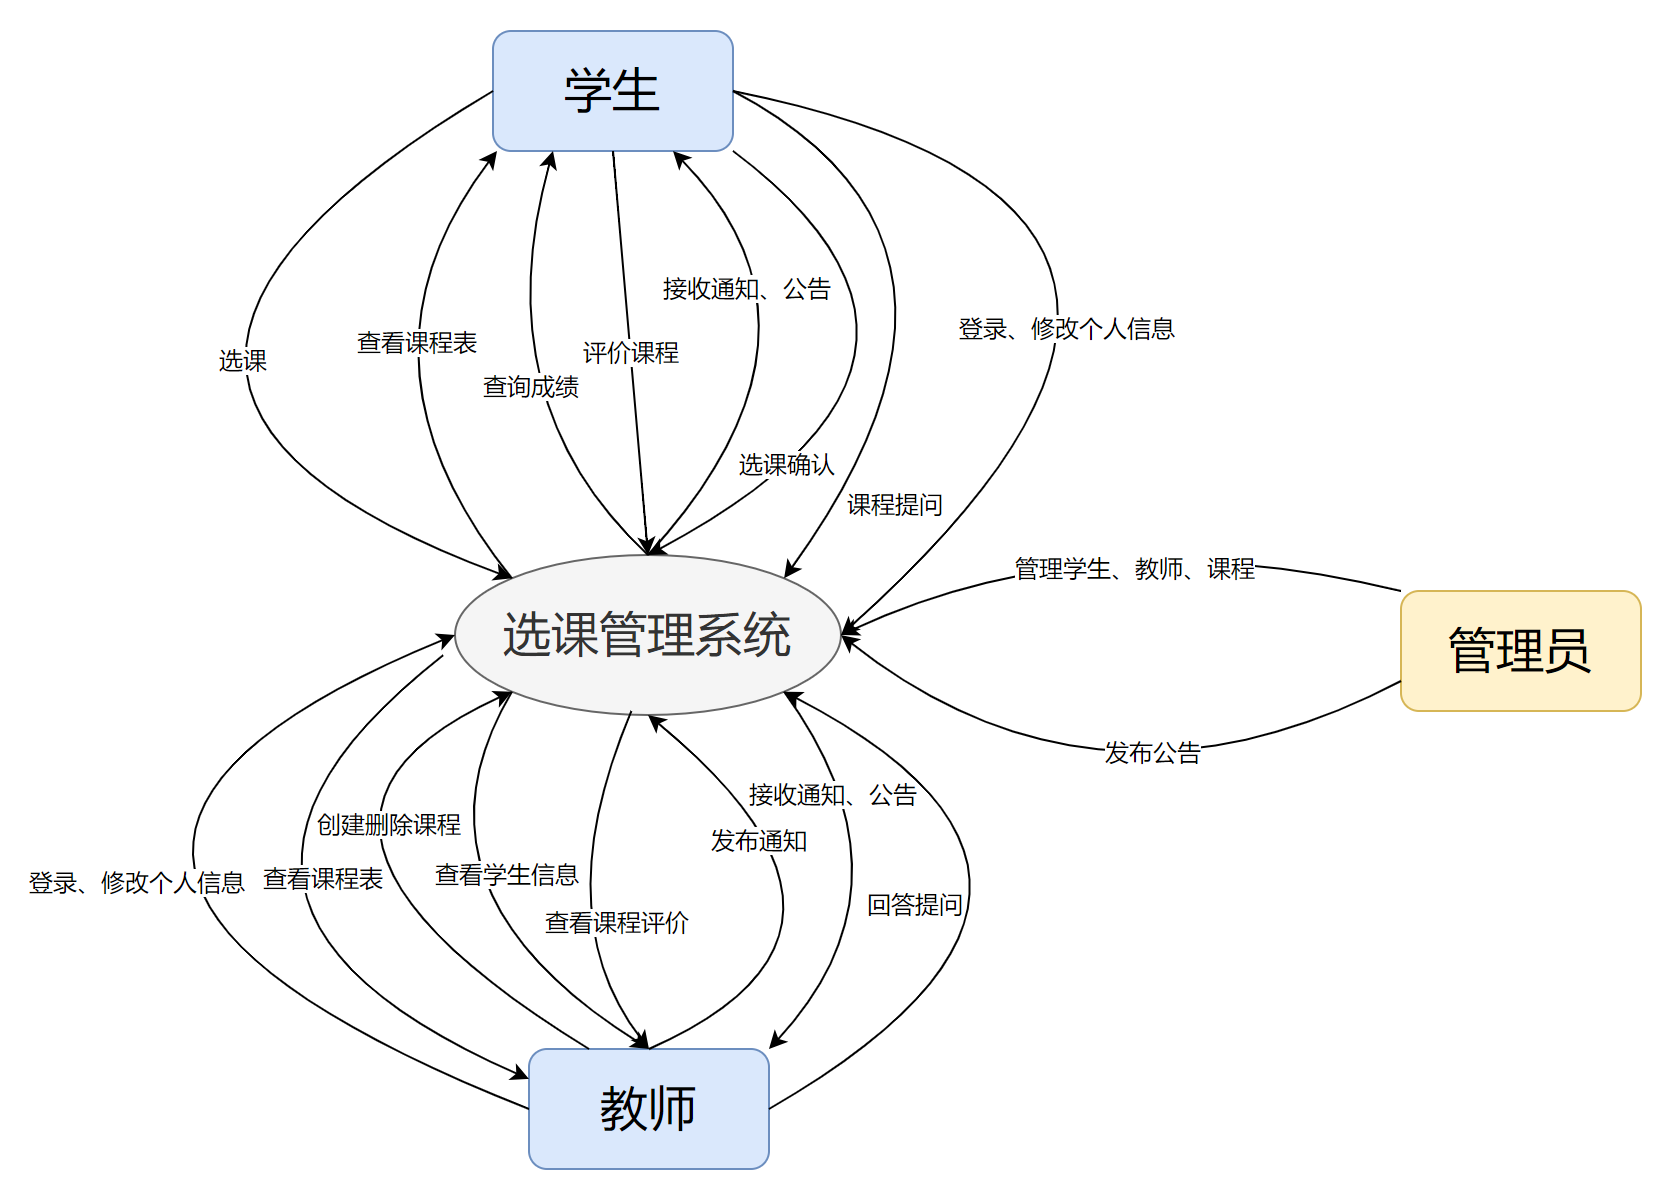 学生
接收通知、公告
登录、修改个人信息
查看课程表
评价课程
选课
查询成绩
选课确认
课程提问
管理学生、教师、课程
选课管理系统
管理员
发布公告
接收通知、公告
创建删除课程
发布通知
查看学生信息
查看课程表
登录、修改个人信息
回答提问
查看课程评价
教师